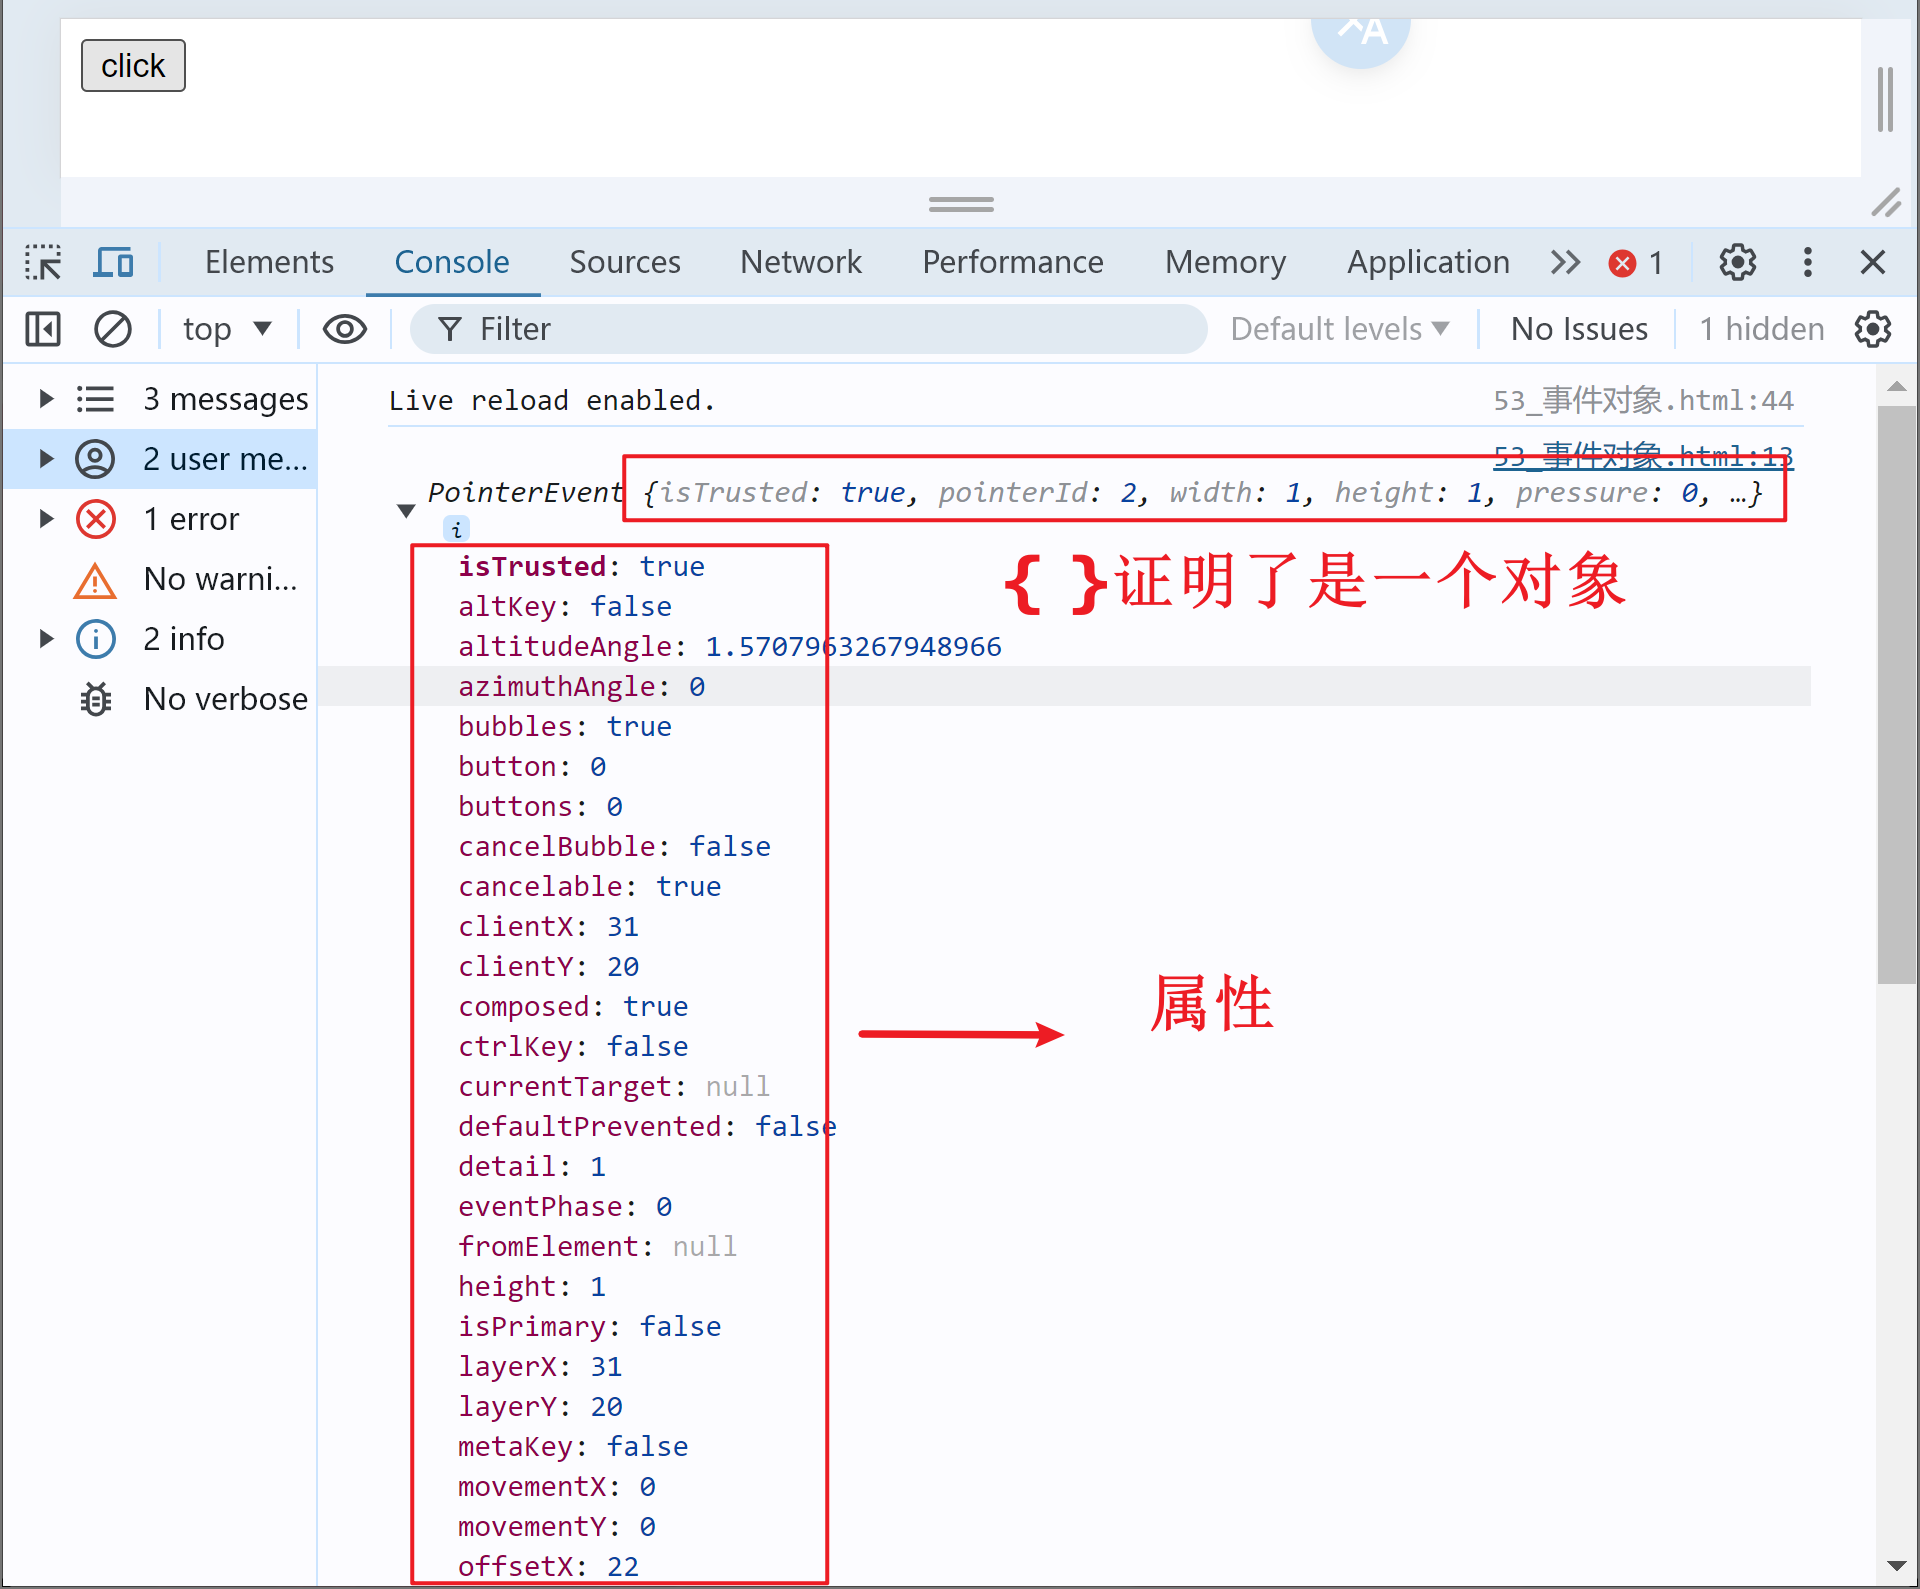 click
Elements Console Sources Network Performance Memory Application 1
top Filter Default levels No Issues 1 hidden
3 messages
2 user me...
1 error
No warni...
2 info
No verbose
Live reload enabled. 53_事件对象.html:44
53_事件对象.html:13
PointerEvent {isTrusted: true, pointerId: 2, width: 1, height: 1, pressure: 0, …}
i
{ }证明了是一个对象
isTrusted: true
altKey: false
altitudeAngle: 1.5707963267948966
azimuthAngle: 0
bubbles: true
button: 0
buttons: 0
cancelBubble: false
cancelable: true
clientX: 31
clientY: 20
composed: true
属性
ctrlKey: false
currentTarget: null
defaultPrevented: false
detail: 1
eventPhase: 0
fromElement: null
height: 1
isPrimary: false
layerX: 31
layerY: 20
metaKey: false
movementX: 0
movementY: 0
offsetX: 22